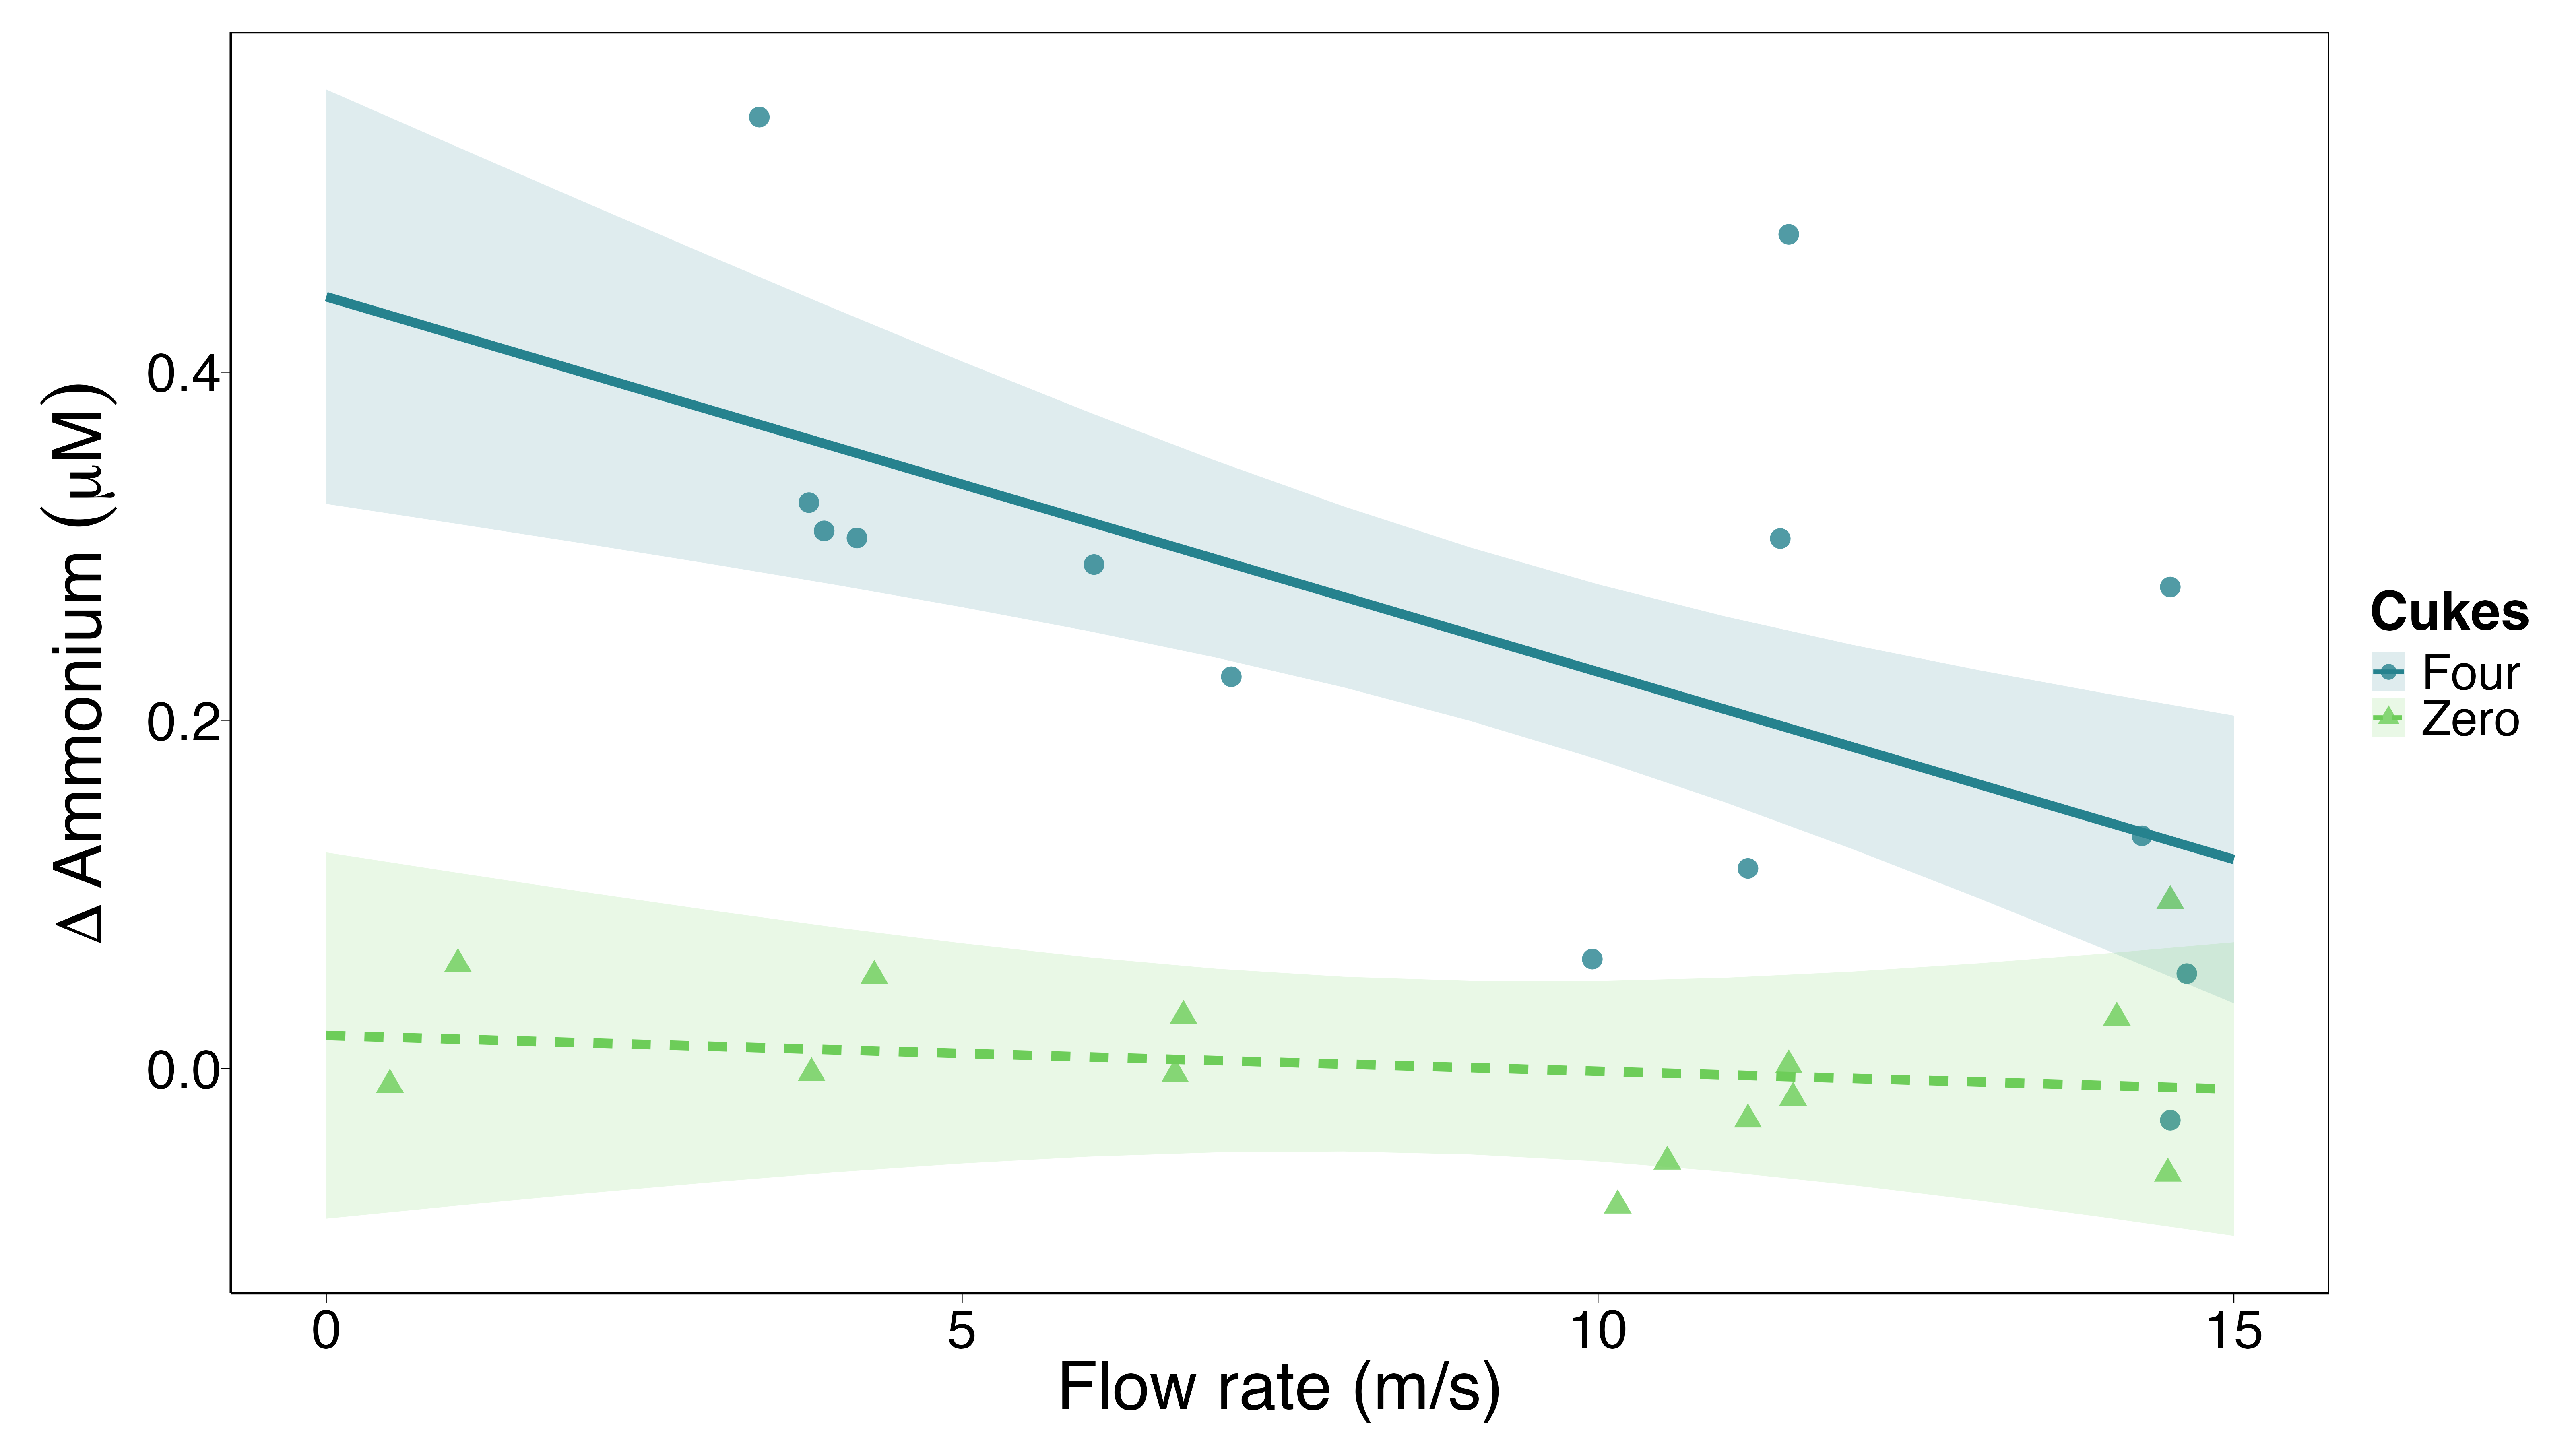 Δ Ammonium (μM)
0.4
0.2
0.0
0
5
10
15
Flow rate (m/s)
Cukes
Four
Zero